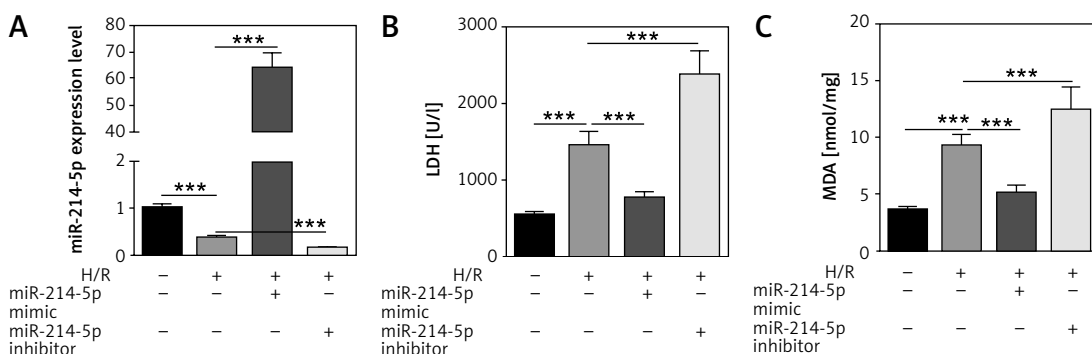 A
miR-214-5p expression level
80
70
60
50
40
2
1
0
***
***
***
H/R – + + +
miR-214-5p – – + –
mimic
miR-214-5p – – – +
inhibitor
B
LDH [U/l]
3000
2000
1000
0
***
*** ***
H/R – + + +
miR-214-5p – – + –
mimic
miR-214-5p – – – +
inhibitor
C
MDA [nmol/mg]
20
15
10
5
0
***
*** ***
H/R – + + +
miR-214-5p – – + –
mimic
miR-214-5p – – – +
inhibitor